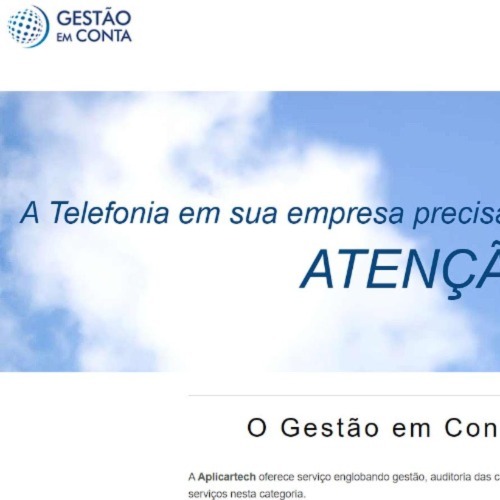 GESTÃO
EM CONTA
A Telefonia em sua empresa precisa
ATENÇÃ
O Gestão em Con
A Aplicartech oferece serviço englobando gestão, auditoria das c
serviços nesta categoria.